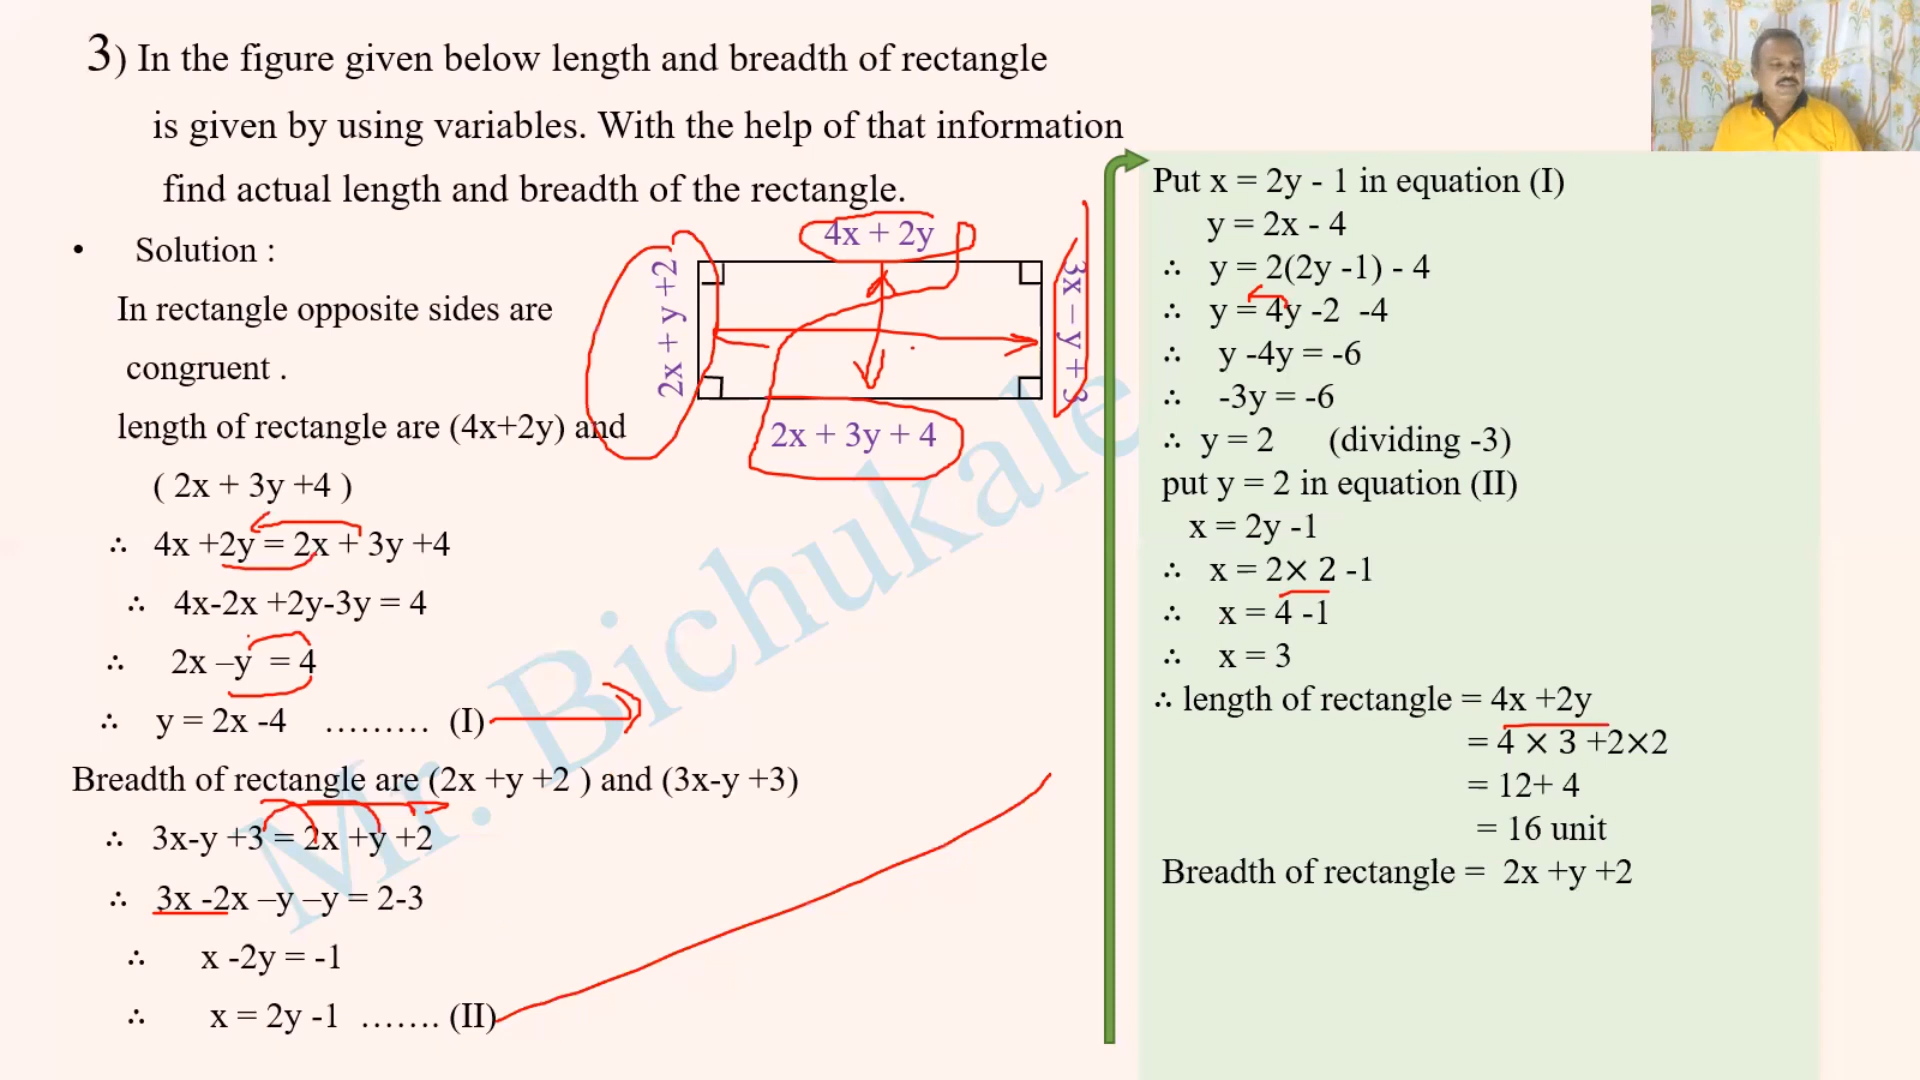 3) In the figure given below length and breadth of rectangle
is given by using variables. With the help of that information
find actual length and breadth of the rectangle.
• Solution :
In rectangle opposite sides are
congruent .
length of rectangle are (4x+2y) and
( 2x + 3y +4 )
∴ 4x +2y = 2x + 3y +4
∴ 4x-2x +2y-3y = 4
∴ 2x –y = 4
∴ y = 2x -4 ……… (I)
Breadth of rectangle are (2x +y +2 ) and (3x-y +3)
∴ 3x-y +3 = 2x +y +2
∴ 3x -2x –y –y = 2-3
∴ x -2y = -1
∴ x = 2y -1 ……. (II)
4x + 2y
2x + y +2
3x – y + 3
2x + 3y + 4
Put x = 2y - 1 in equation (I)
y = 2x - 4
∴ y = 2(2y -1) - 4
∴ y = 4y -2 -4
∴ y -4y = -6
∴ -3y = -6
∴ y = 2 (dividing -3)
put y = 2 in equation (II)
x = 2y -1
∴ x = 2× 2 -1
∴ x = 4 -1
∴ x = 3
∴ length of rectangle = 4x +2y
= 4 × 3 +2×2
= 12+ 4
= 16 unit
Breadth of rectangle = 2x +y +2
Mr. Bichukale